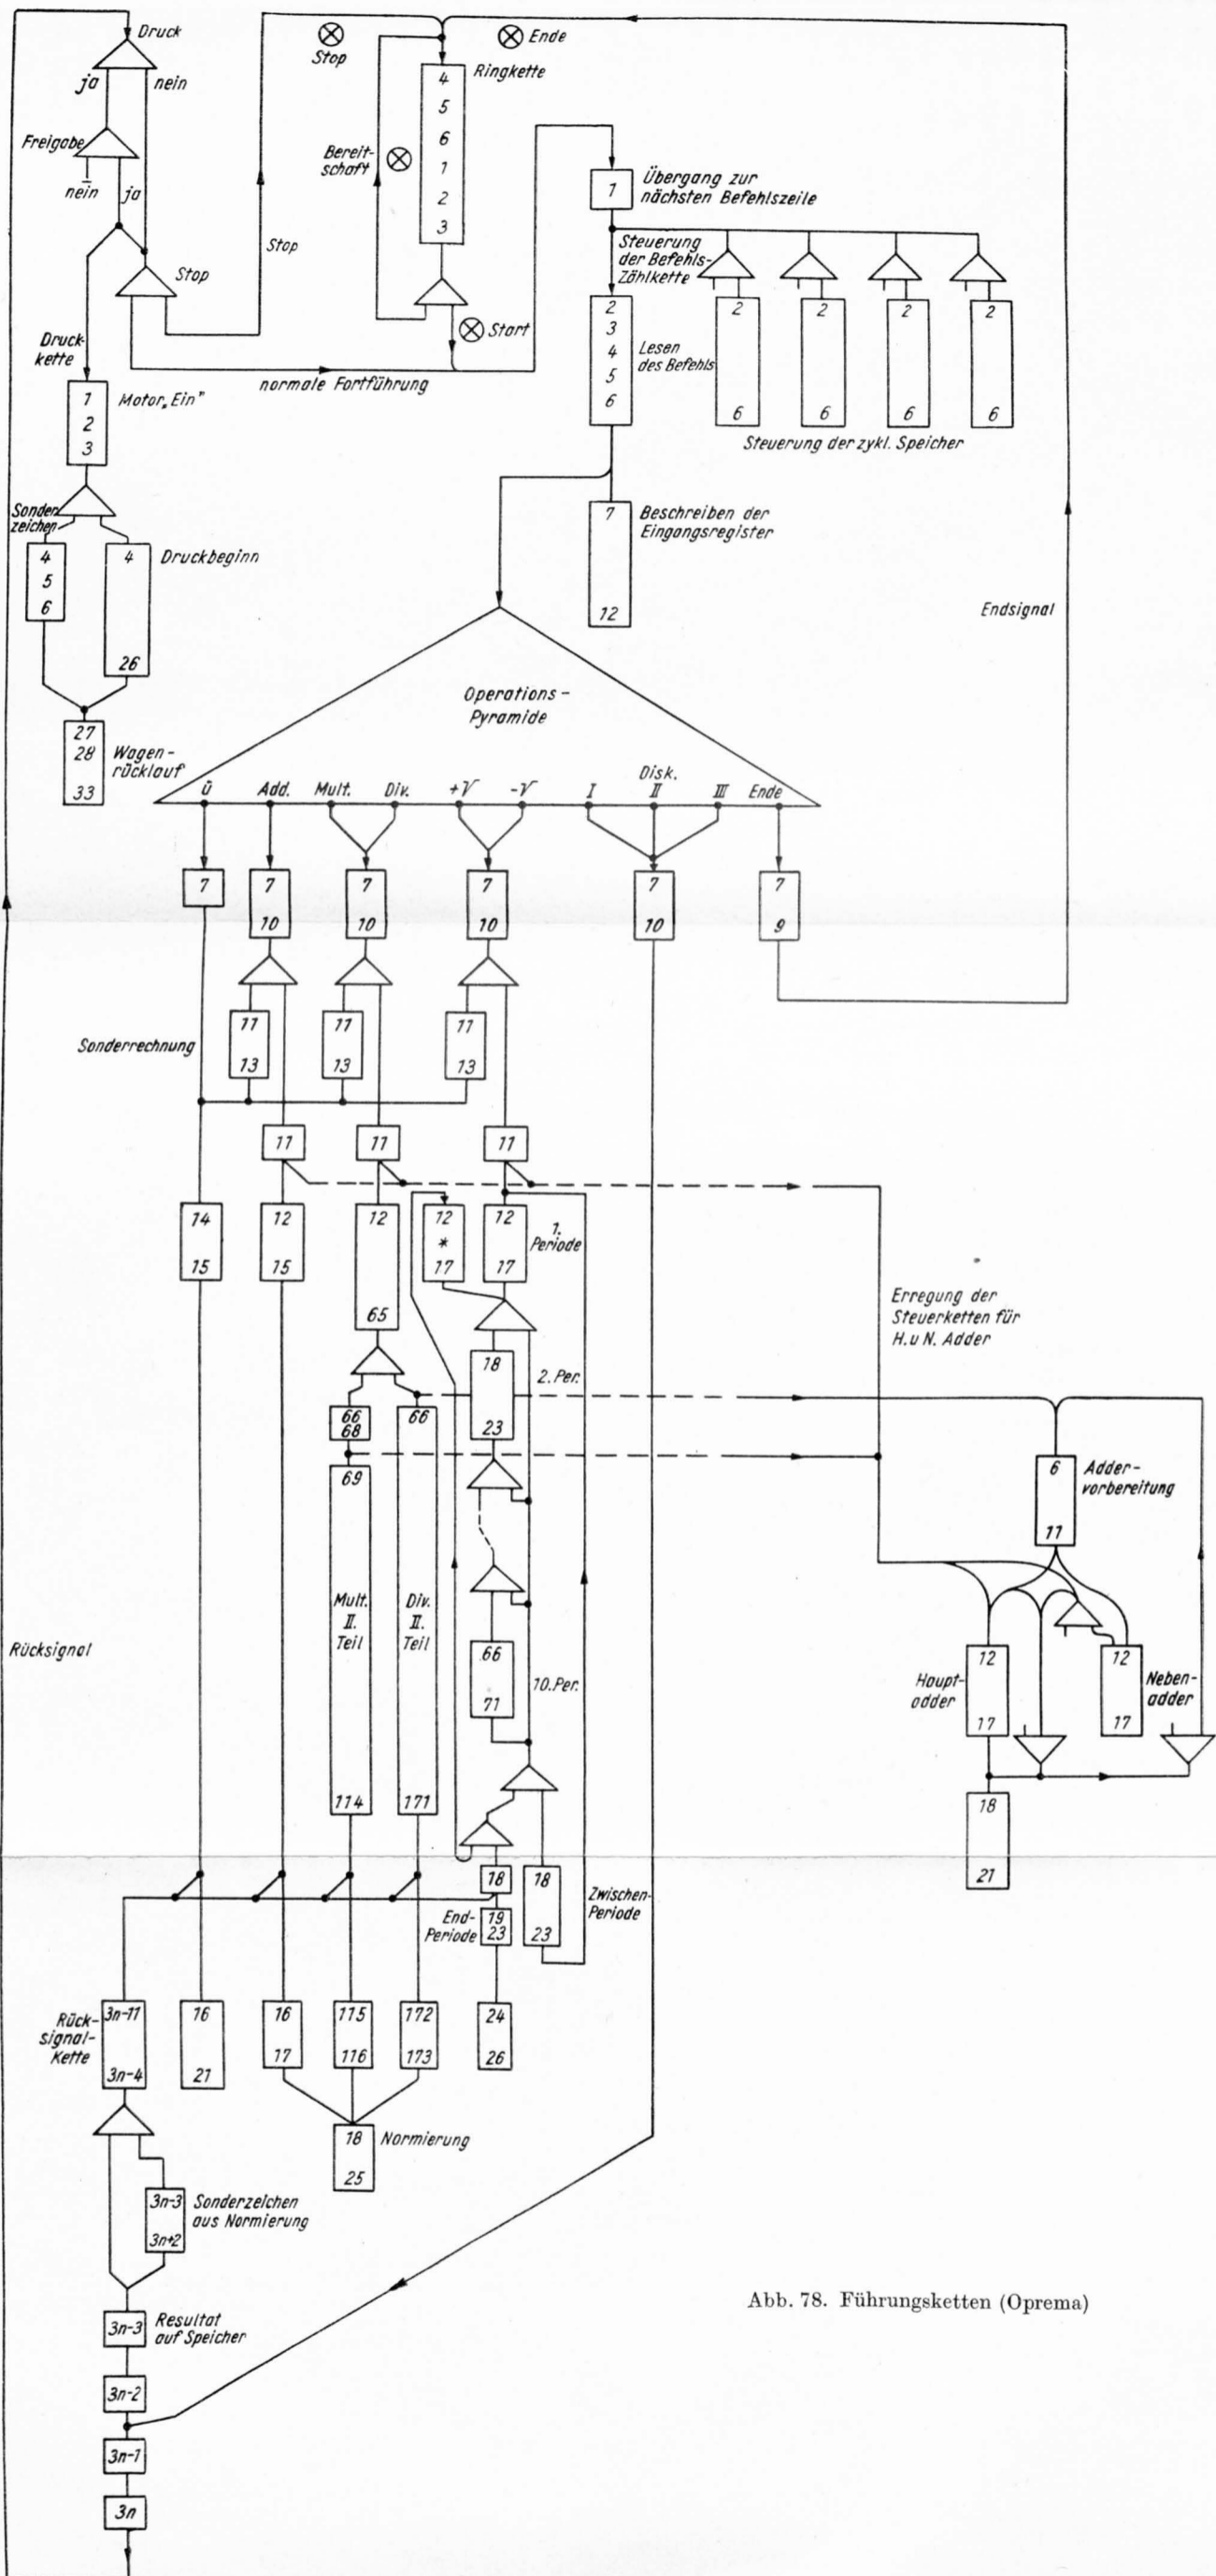 Druck
ja
nein
Freigabe
nein
ja
Stop
Stop
Stop
Ende
Ringkette
4
5
6
1
2
3
Bereit-
schaft
Start
normale Fortführung
Druck-
kette
1
2
3
Motor „Ein"
Sonder
zeichen
4
5
6
4
26
Druckbeginn
27
28
33
Wagen-
rücklauf
1
Übergang zur
nächsten Befehlszeile
Steuerung
der Befehls-
Zählkette
2
3
4
5
6
Lesen
des Befehls
2
6
2
6
2
6
2
6
Steuerung der zykl. Speicher
7
12
Beschreiben der
Eingangsregister
Endsignal
Operations-
Pyramide
Ü
Add.
Mult.
Div.
+√
-√
Disk.
I
II
III
Ende
7
7
10
7
10
7
10
7
10
7
9
Sonderrechnung
11
13
11
13
11
13
11
11
11
14
15
12
15
12
65
12
*
17
12
17
1.
Periode
18
23
2. Per.
66
68
66
69
114
Mult.
II.
Teil
171
Div.
II.
Teil
66
71
10. Per.
Erregung der
Steuerketten für
H. u N. Adder
6
11
Adder-
vorbereitung
Haupt-
adder
12
17
12
17
Neben-
adder
18
21
Rücksignal
18
19
23
End-
Periode
18
23
Zwischen-
Periode
Rück-
signal-
Kette
3n-11
3n-4
16
21
16
17
115
116
172
173
24
26
18
25
Normierung
3n-3
3n+2
Sonderzeichen
aus Normierung
3n-3
Resultat
auf Speicher
3n-2
3n-1
3n
Abb. 78. Führungsketten (Oprema)